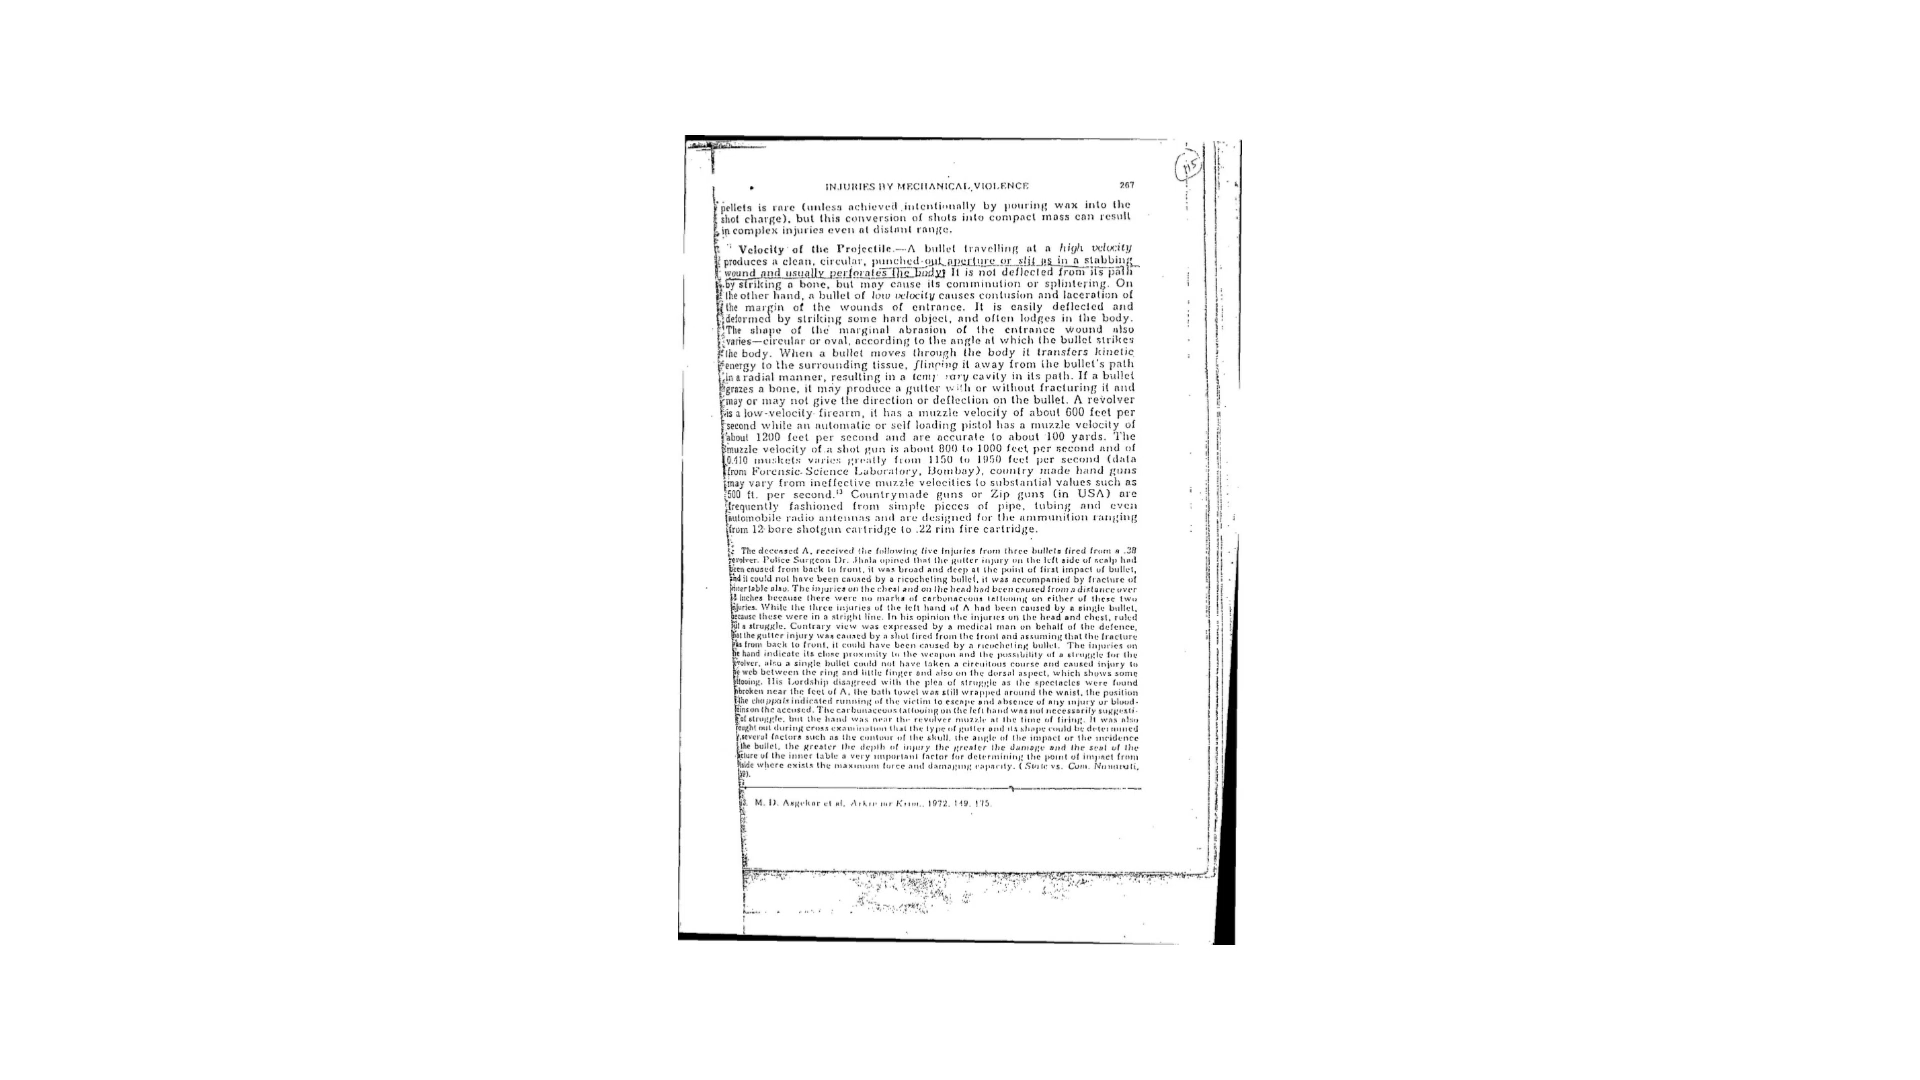 115
INJURIES BY MECHANICAL VIOLENCE 267
pellets is rare (unless achieved intentionally by pouring wax into the
shot charge), but this conversion of shots into compact mass can result
in complex injuries even at distant range.
Velocity of the Projectile.—A bullet travelling at a high velocity
produces a clean, circular, punched-out aperture or slit as in a stabbing
wound and usually perforates the body. It is not deflected from its path
by striking a bone, but may cause its comminution or splintering. On
the other hand, a bullet of low velocity causes contusion and laceration of
the margin of the wounds of entrance. It is easily deflected and
deformed by striking some hard object, and often lodges in the body.
The shape of the marginal abrasion of the entrance wound also
varies—circular or oval, according to the angle at which the bullet strikes
the body. When a bullet moves through the body it transfers kinetic
energy to the surrounding tissue, flinging it away from the bullet's path
in a radial manner, resulting in a cavity in its path. If a bullet
grazes a bone, it may produce a gutter with or without fracturing it and
may or may not give the direction or deflection on the bullet. A revolver
is a low-velocity firearm, it has a muzzle velocity of about 600 feet per
second while an automatic or self loading pistol has a muzzle velocity of
about 1200 feet per second and are accurate to about 100 yards. The
muzzle velocity of a shot gun is about 800 to 1000 feet per second and of
0.410 muskets varies greatly from 1150 to 1950 feet per second (data
from Forensic Science Laboratory, Bombay), country made hand guns
may vary from ineffective muzzle velocities to substantial values such as
500 ft. per second.13 Countrymade guns or Zip guns (in USA) are
frequently fashioned from simple pieces of pipe, tubing and even
automobile radio antennas and are designed for the ammunition ranging
from 12 bore shotgun cartridge to .22 rim fire cartridge.
The deceased A, received the following five injuries from three bullets fired from a .38
revolver. Police Surgeon Dr. Jhala opined that the gutter injury on the left side of scalp had
been caused from back to front, it was broad and deep at the point of first impact of bullet,
and it could not have been caused by a ricocheting bullet, it was accompanied by fracture of
inner table also. The injuries on the chest and on the head had been caused from a distance over
inches because there were no marks of carbonaceous tattooing on either of these two
injuries. While the three injuries of the left hand of A had been caused by a single bullet,
because these were in a stright line. In his opinion the injuries on the head and chest, ruled
out a struggle. Contrary view was expressed by a medical man on behalf of the defence,
that the gutter injury was caused by a shot fired from the front and assuming that the fracture
was from back to front, it could have been caused by a ricocheting bullet. The injuries on
the hand indicate its close proximity to the weapon and the possibility of a struggle for the
revolver, also a single bullet could not have taken a circuitous course and caused injury to
the web between the ring and little finger and also on the dorsal aspect, which shows some
tattooing. His Lordship disagreed with the plea of struggle as the spectacles were found
unbroken near the feet of A, the bath towel was still wrapped around the waist, the position
the chappals indicated running of the victim to escape and absence of any injury or blood-
stains on the accused. The carbonaceous tattooing on the left hand was not necessarily suggesti-
of struggle, but the hand was near the revolver muzzle at the time of firing. It was also
brought out during cross examination that the type of gutter and its shape could be determined
several factors such as the contour of the skull, the angle of the impact or the incidence
the bullet, the greater the depth of injury the greater the damage and the seat of the
fracture of the inner table a very important factor for determining the point of impact from
inside where exists the maximum force and damaging capacity. (State vs. Com. Nanavati,
M. D. et al, 1972, 149, 175.